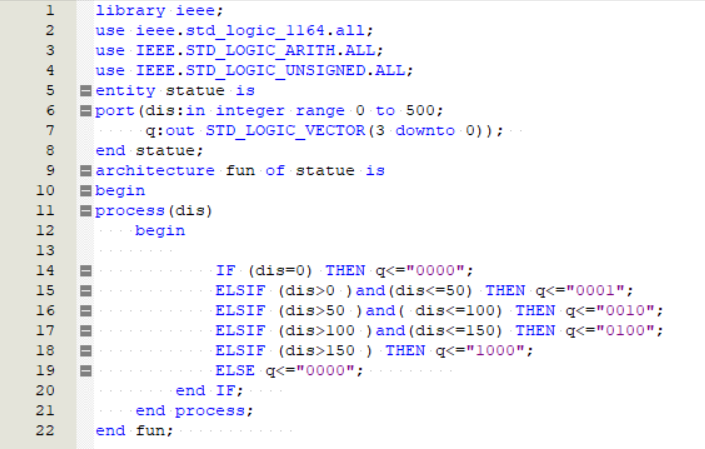 1 library ieee;
2 use ieee.std_logic_1164.all;
3 use IEEE.STD_LOGIC_ARITH.ALL;
4 use IEEE.STD_LOGIC_UNSIGNED.ALL;
5 entity statue is
6 port(dis:in integer range 0 to 500;
7 q:out STD_LOGIC_VECTOR(3 downto 0));
8 end statue;
9 architecture fun of statue is
10 begin
11 process(dis)
12 begin
13
14 IF (dis=0) THEN q<="0000";
15 ELSIF (dis>0 )and(dis<=50) THEN q<="0001";
16 ELSIF (dis>50 )and( dis<=100) THEN q<="0010";
17 ELSIF (dis>100 )and(dis<=150) THEN q<="0100";
18 ELSIF (dis>150 ) THEN q<="1000";
19 ELSE q<="0000";
20 end IF;
21 end process;
22 end fun;